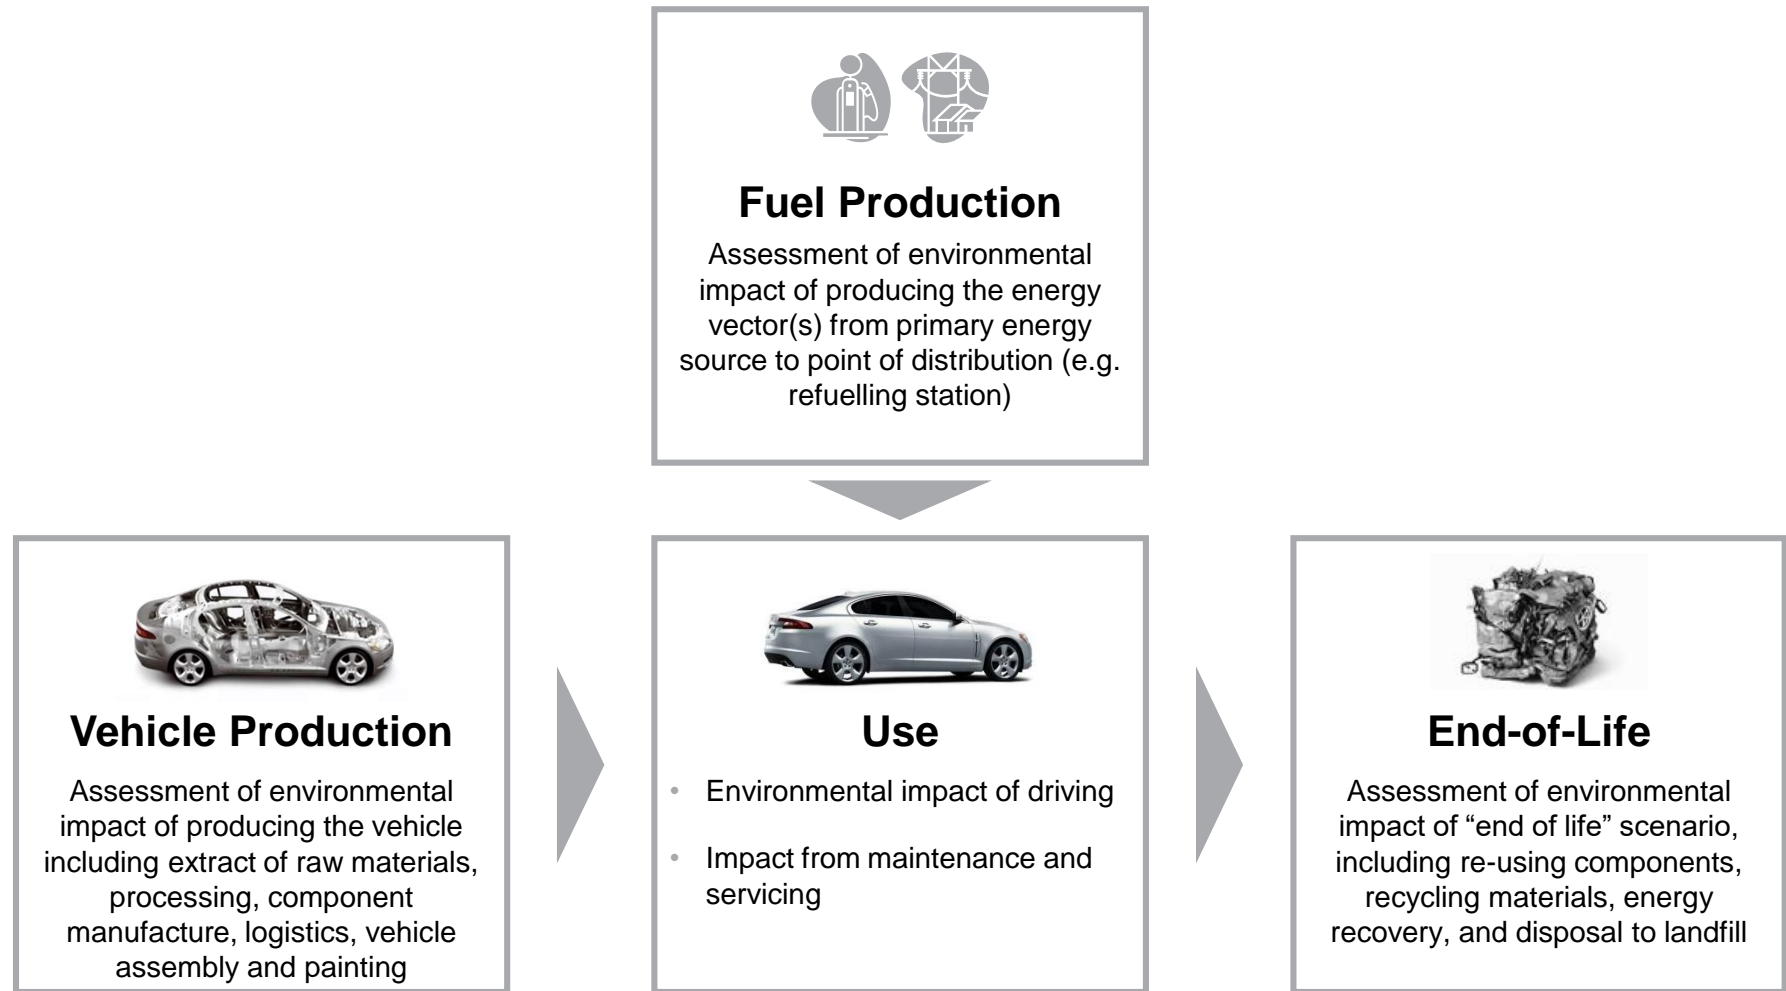 Fuel Production
Assessment of environmental
impact of producing the energy
vector(s) from primary energy
source to point of distribution (e.g.
refuelling station)
Vehicle Production
Assessment of environmental
impact of producing the vehicle
including extract of raw materials,
processing, component
manufacture, logistics, vehicle
assembly and painting
Use
• Environmental impact of driving
• Impact from maintenance and
servicing
End-of-Life
Assessment of environmental
impact of “end of life” scenario,
including re-using components,
recycling materials, energy
recovery, and disposal to landfill